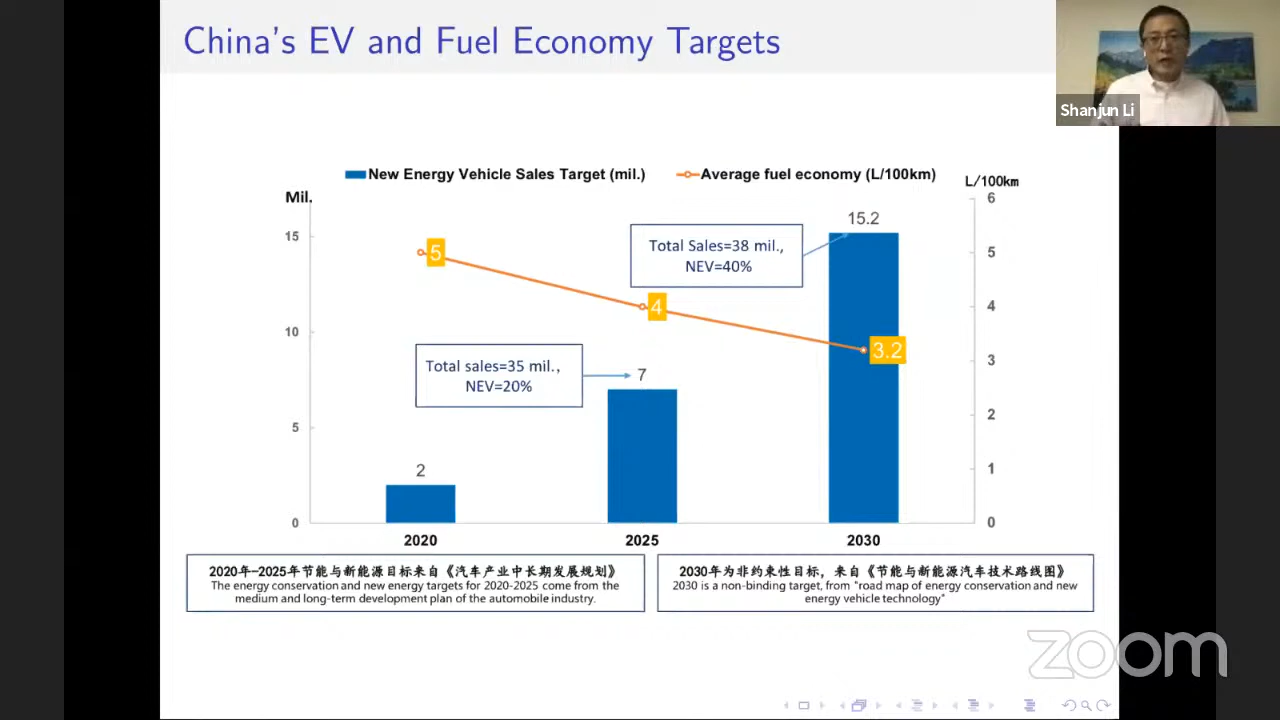 China's EV and Fuel Economy Targets
Shanjun Li
New Energy Vehicle Sales Target (mil.)
Average fuel economy (L/100km)
Mil.
L/100km
6
15.2
15
Total Sales=38 mil.,
NEV=40%
5
5
10
4
4
3.2
3
Total sales=35 mil.,
NEV=20%
7
5
2
2
1
0
0
2020
2025
2030
2020年-2025年节能与新能源目标来自《汽车产业中长期发展规划》
The energy conservation and new energy targets for 2020-2025 come from the
medium and long-term development plan of the automobile industry.
2030年为非约束性目标，来自《节能与新能源汽车技术路线图》
2030 is a non-binding target, from "road map of energy conservation and new
energy vehicle technology"
zoom